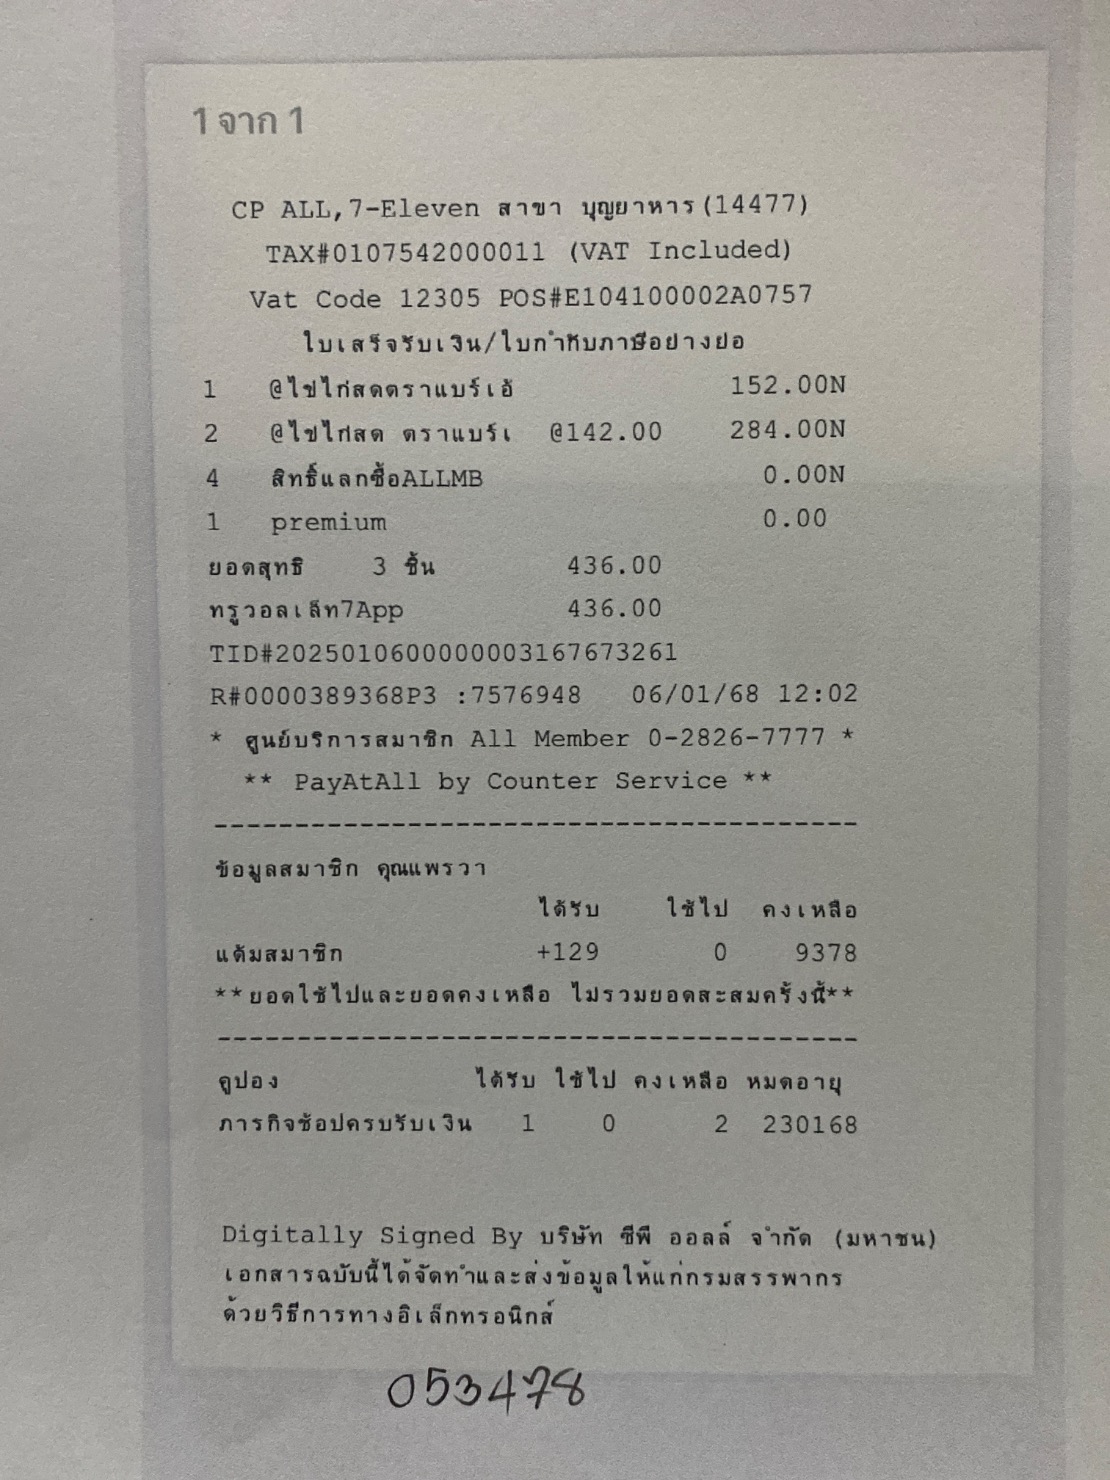 1 จาก 1
CP ALL,7-Eleven สาขา บุญยาหาร(14477)
TAX#0107542000011 (VAT Included)
Vat Code 12305 POS#E104100002A0757
ใบเสร็จรับเงิน/ใบกำกับภาษีอย่างย่อ
1 @ไข่ไก่สดตราแบร์เอ้ 152.00N
2 @ไข่ไก่สด ตราแบร์เ @142.00 284.00N
4 สิทธิ์แลกซื้อALLMB 0.00N
1 premium 0.00
ยอดสุทธิ 3 ชิ้น 436.00
ทรูวอลเล็ท7App 436.00
TID#2025010600000003167673261
R#0000389368P3 :7576948 06/01/68 12:02
* ศูนย์บริการสมาชิก All Member 0-2826-7777 *
** PayAtAll by Counter Service **
----------------------------------------
ข้อมูลสมาชิก คุณแพรวา
ได้รับ ใช้ไป คงเหลือ
แต้มสมาชิก +129 0 9378
**ยอดใช้ไปและยอดคงเหลือ ไม่รวมยอดสะสมครั้งนี้**
----------------------------------------
คูปอง ได้รับ ใช้ไป คงเหลือ หมดอายุ
ภารกิจช้อปครบรับเงิน 1 0 2 230168
Digitally Signed By บริษัท ซีพี ออลล์ จำกัด (มหาชน)
เอกสารฉบับนี้ได้จัดทำและส่งข้อมูลให้แก่กรมสรรพากร
ด้วยวิธีการทางอิเล็กทรอนิกส์
053478